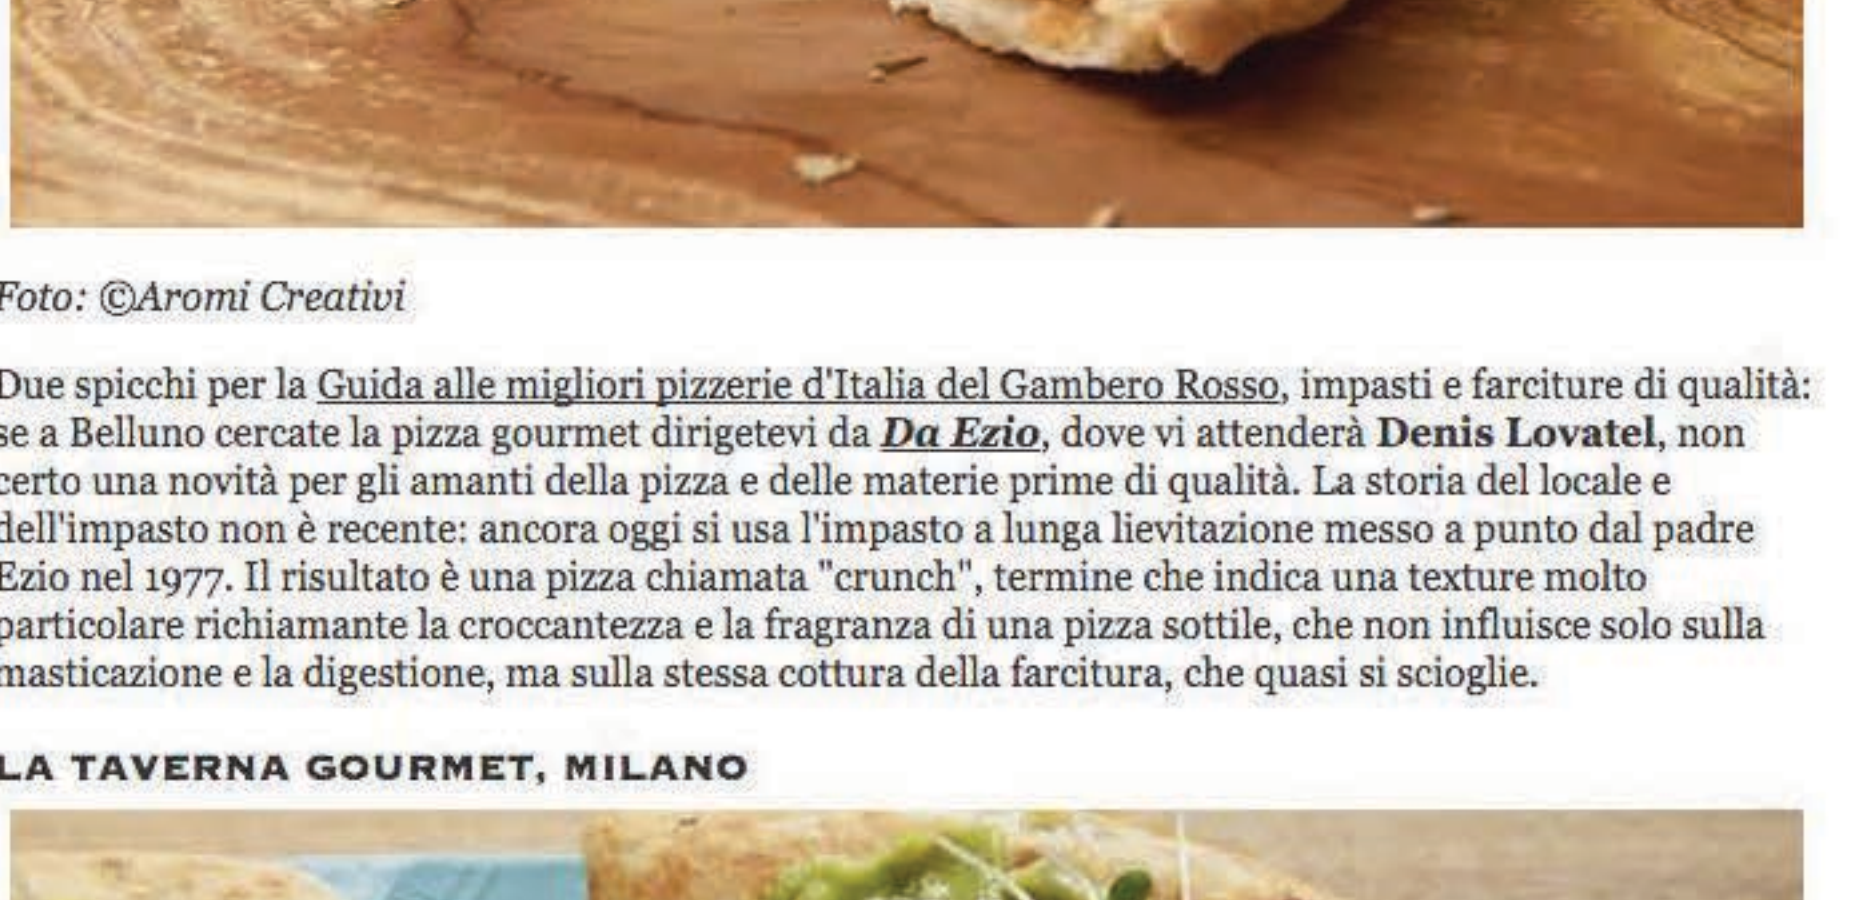 Foto: ©Aromi Creativi
Due spicchi per la Guida alle migliori pizzerie d'Italia del Gambero Rosso, impasti e farciture di qualità:
se a Belluno cercate la pizza gourmet dirigetevi da Da Ezio, dove vi attenderà Denis Lovatel, non
certo una novità per gli amanti della pizza e delle materie prime di qualità. La storia del locale e
dell'impasto non è recente: ancora oggi si usa l'impasto a lunga lievitazione messo a punto dal padre
Ezio nel 1977. Il risultato è una pizza chiamata "crunch", termine che indica una texture molto
particolare richiamante la croccantezza e la fragranza di una pizza sottile, che non influisce solo sulla
masticazione e la digestione, ma sulla stessa cottura della farcitura, che quasi si scioglie.
LA TAVERNA GOURMET, MILANO